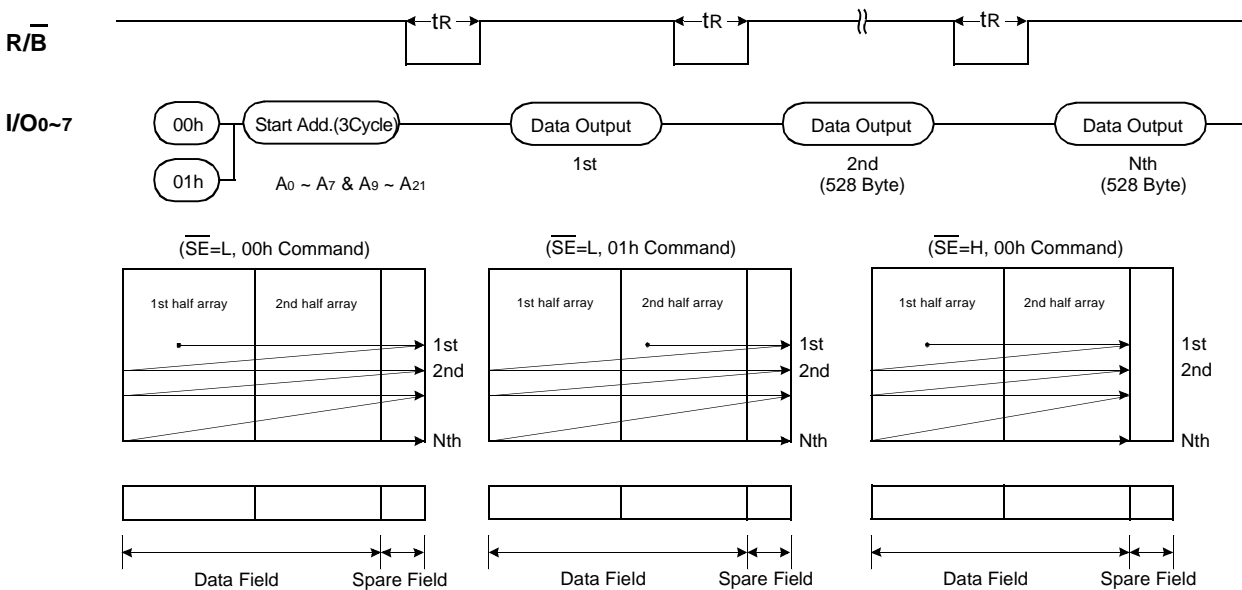 R/B
tR tR tR
I/O0~7
00h Start Add.(3Cycle) Data Output Data Output Data Output
01h
A0 ~ A7 & A9 ~ A21
1st 2nd Nth
(528 Byte) (528 Byte)
(SE=L, 00h Command) (SE=L, 01h Command) (SE=H, 00h Command)
1st half array 2nd half array 1st half array 2nd half array 1st half array 2nd half array
1st 1st 1st
2nd 2nd 2nd
Nth Nth Nth
Data Field Spare Field Data Field Spare Field Data Field Spare Field